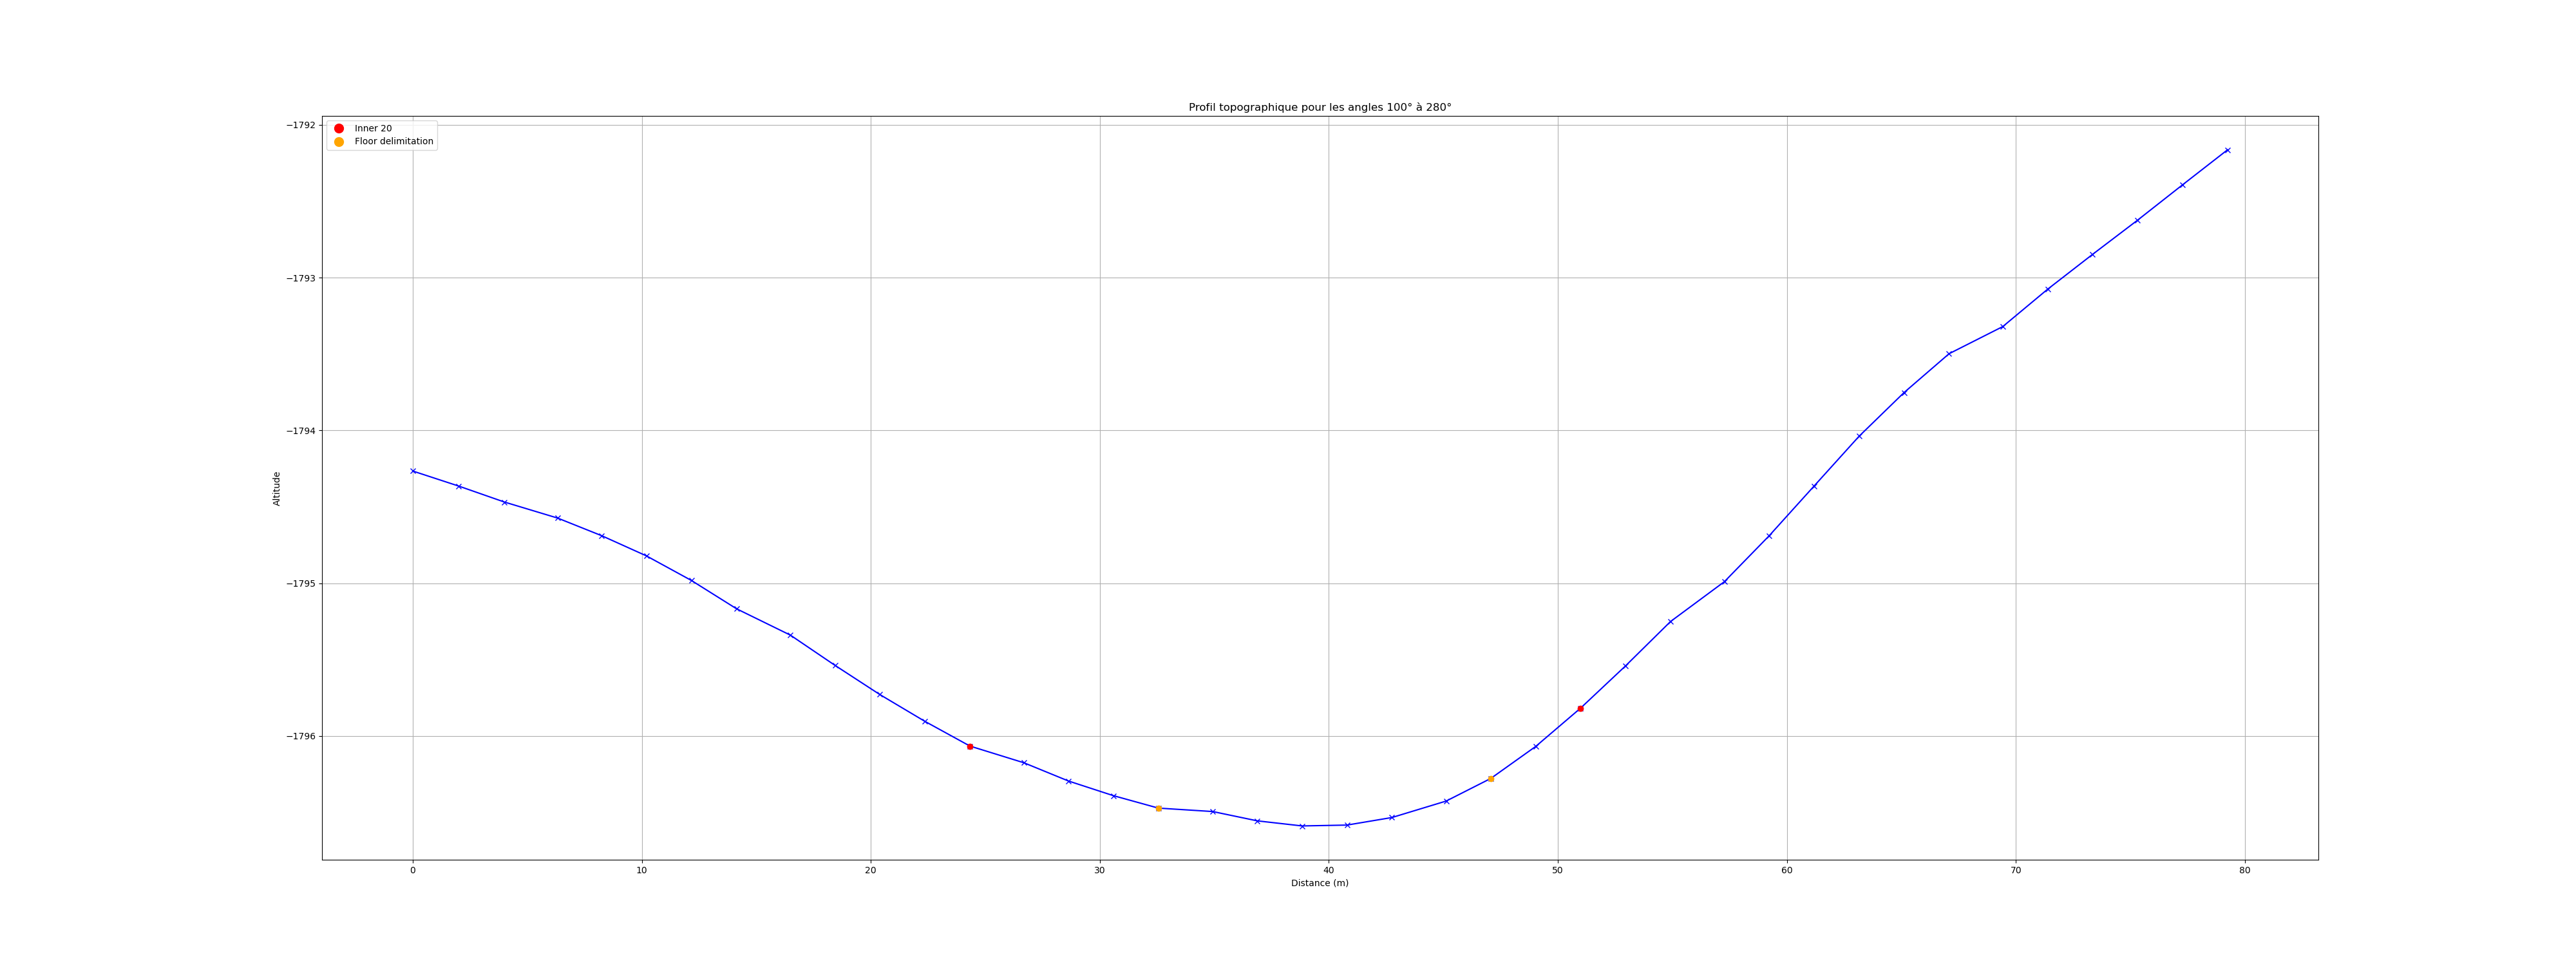 Profil topographique pour les angles 100° à 280°
Inner 20
Floor delimitation
−1792
−1793
−1794
−1795
−1796
Altitude
0 10 20 30 40 50 60 70 80
Distance (m)